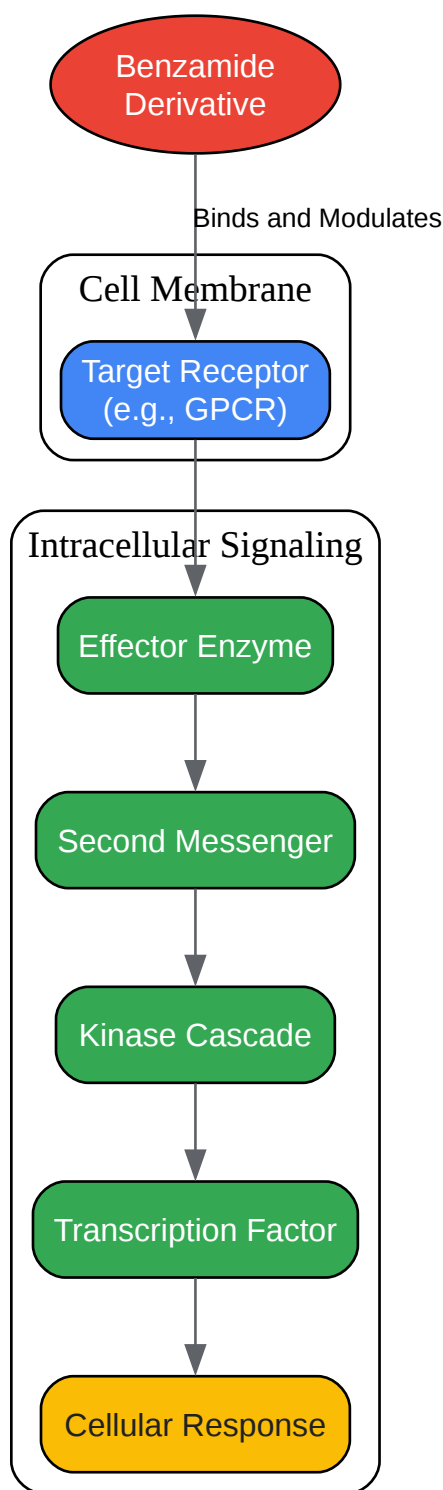 Benzamide
Derivative
Binds and Modulates
Cell Membrane
Target Receptor
(e.g., GPCR)
Intracellular Signaling
Effector Enzyme
Second Messenger
Kinase Cascade
Transcription Factor
Cellular Response